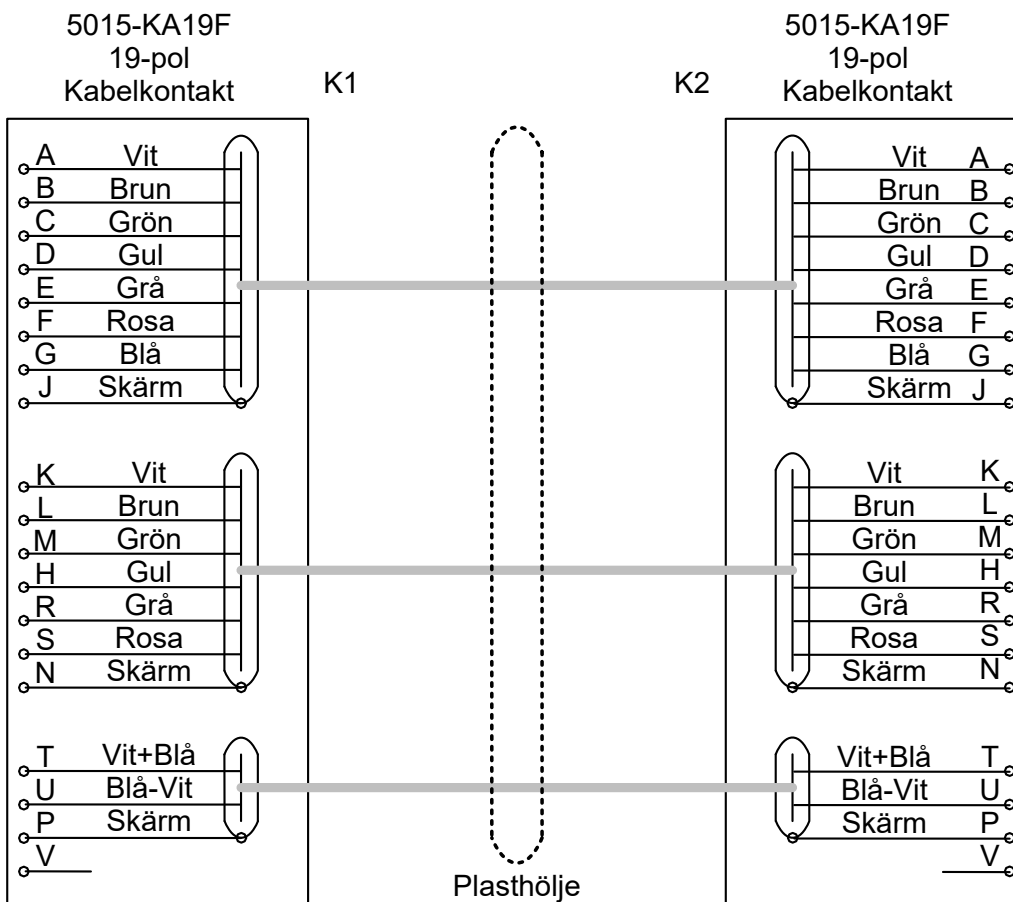 5015-KA19F
19-pol
Kabelkontakt
K1
K2
5015-KA19F
19-pol
Kabelkontakt
A Vit
B Brun
C Grön
D Gul
E Grå
F Rosa
G Blå
J Skärm
Vit A
Brun B
Grön C
Gul D
Grå E
Rosa F
Blå G
Skärm J
K Vit
L Brun
M Grön
H Gul
R Grå
S Rosa
N Skärm
Vit K
Brun L
Grön M
Gul H
Grå R
Rosa S
Skärm N
T Vit+Blå
U Blå-Vit
P Skärm
V
Vit+Blå T
Blå-Vit U
Skärm P
V
Plasthölje